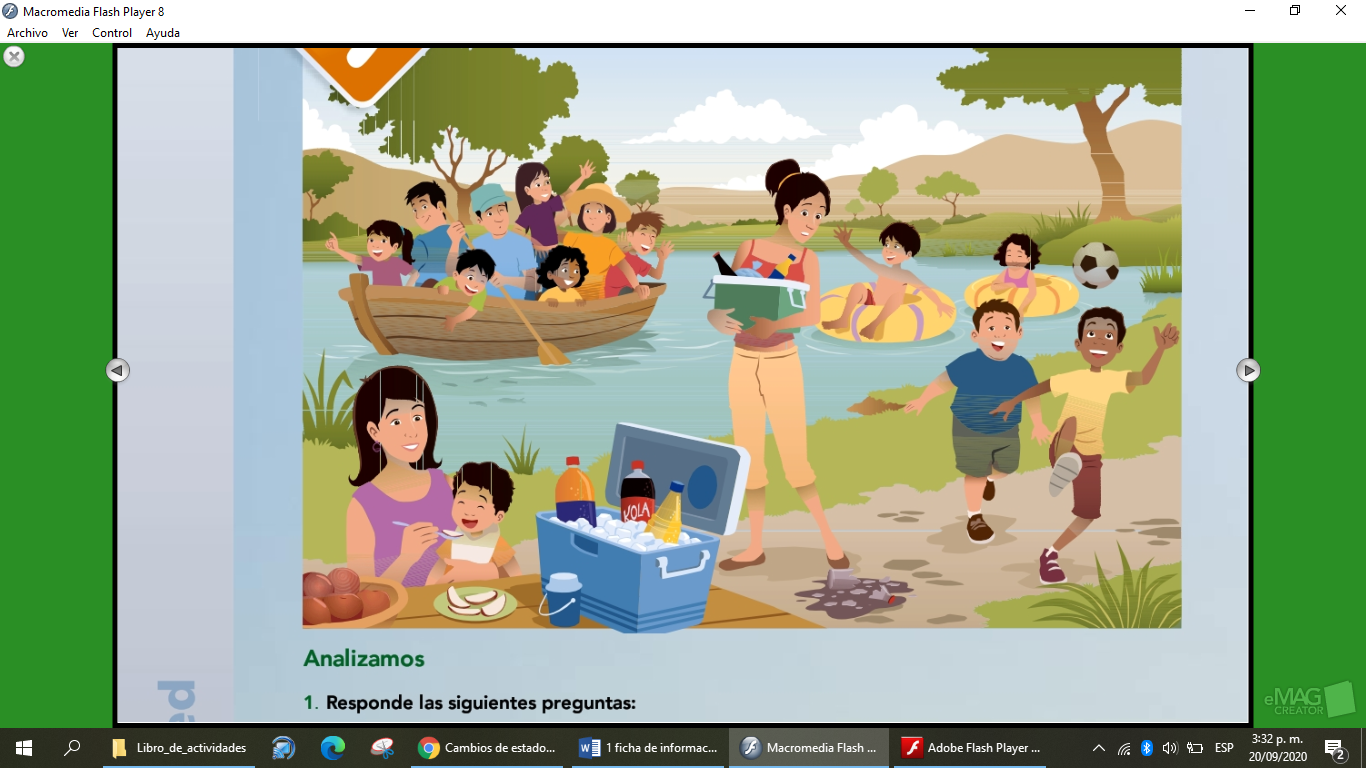 Macromedia Flash Player 8
Archivo Ver Control Ayuda
KOLA
Analizamos
1. Responde las siguientes preguntas:
ed
eMAG
CREATOR
Libro_de_actividades
Cambios de estado...
1 ficha de informac...
Macromedia Flash ...
Adobe Flash Player ...
ESP
3:32 p. m.
20/09/2020
2